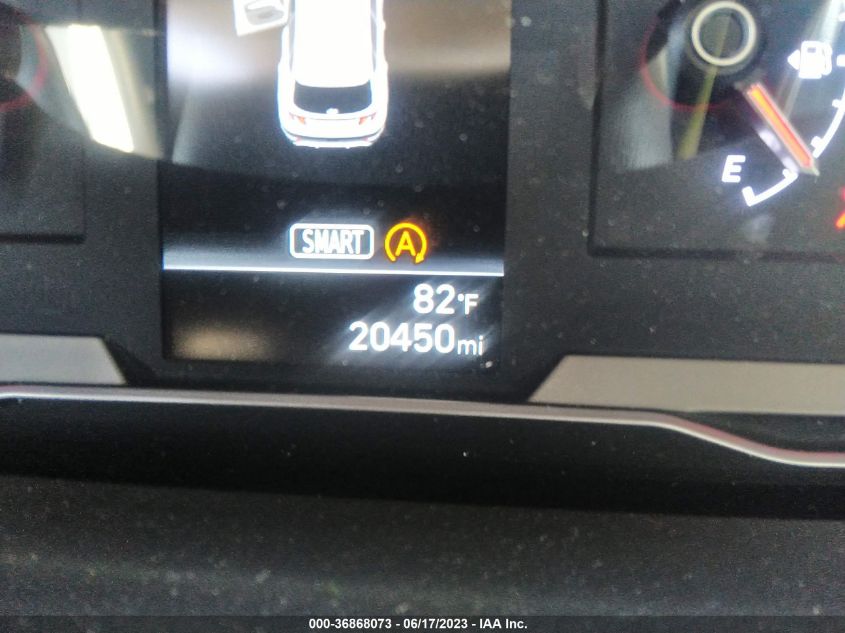 E
SMART A
82°F
20450mi
000-36868073 - 06/17/2023 - IAA Inc.